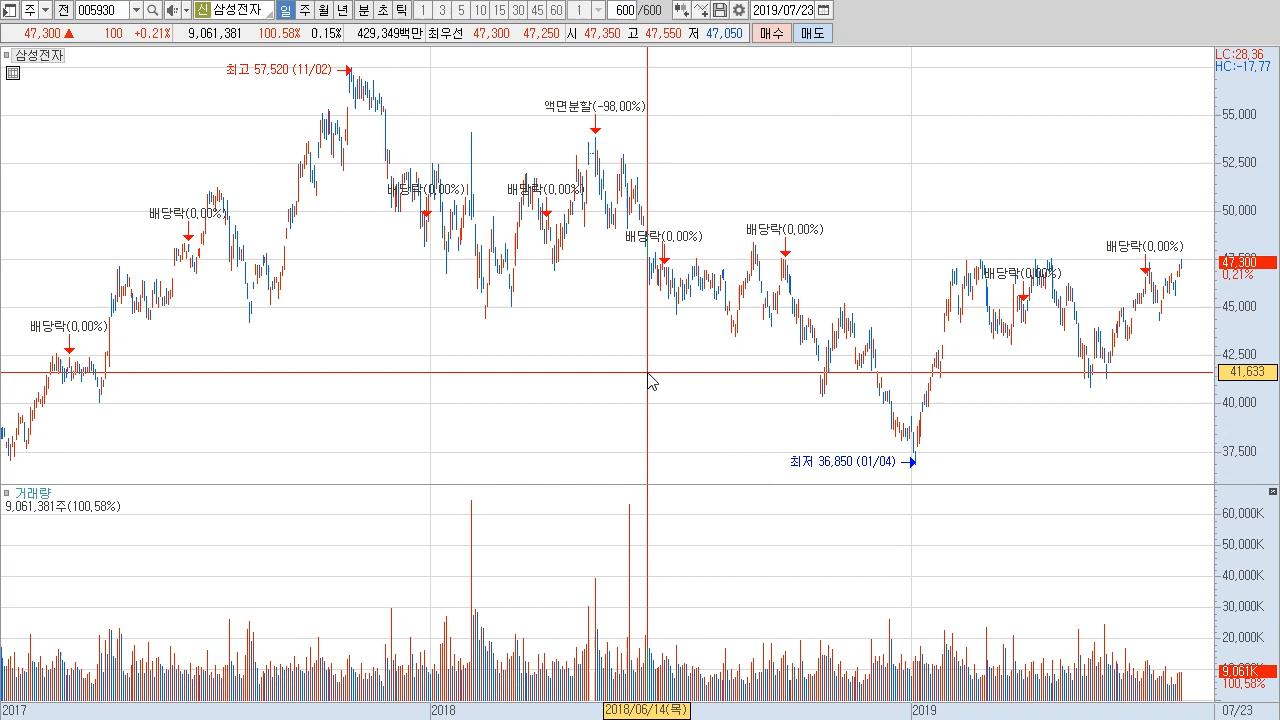 주 전 005930 신 삼성전자 일 주 월 년 분 초 틱 1 3 5 10 15 30 45 60 1 600 /600 2019/07/23
47,300 ▲ 100 +0.21% 9,061,381 100.58% 0.15% 429,349백만 최우선 47,300 47,250 시 47,350 고 47,550 저 47,050 매수 매도
삼성전자
LC:28.36
HC:-17.77
최고 57,520 (11/02)
액면분할(-98.00%)
55,000
52,500
배당락(0.00%)
배당락(0.00%)
배당락(0.00%)
50,000
배당락(0.00%)
배당락(0.00%)
배당락(0.00%)
배당락(0.00%)
47,300
0.21%
45,000
배당락(0.00%)
42,500
41,633
40,000
37,500
최저 36,850 (01/04)
거래량
9,061,381주(100.58%)
60,000K
50,000K
40,000K
30,000K
20,000K
9,061K
100.58%
2017 2018 2018/06/14(목) 2019 07/23